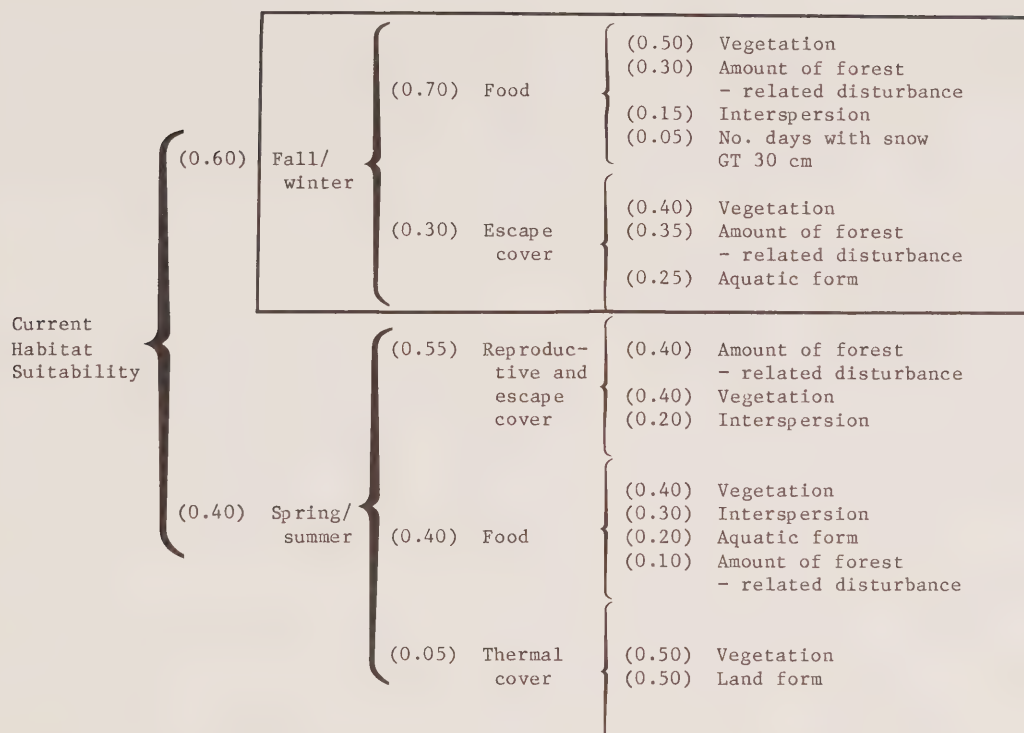 (0.50) Vegetation
(0.30) Amount of forest
- related disturbance
(0.70) Food
(0.15) Interspersion
(0.05) No. days with snow
GT 30 cm
(0.60) Fall/
winter
(0.40) Vegetation
(0.35) Amount of forest
- related disturbance
(0.30) Escape
cover
(0.25) Aquatic form
Current
Habitat
Suitability
(0.55) Reproduc-
tive and
escape
cover
(0.40) Amount of forest
- related disturbance
(0.40) Vegetation
(0.20) Interspersion
(0.40) Spring/
summer
(0.40) Food
(0.40) Vegetation
(0.30) Interspersion
(0.20) Aquatic form
(0.10) Amount of forest
- related disturbance
(0.05) Thermal
cover
(0.50) Vegetation
(0.50) Land form